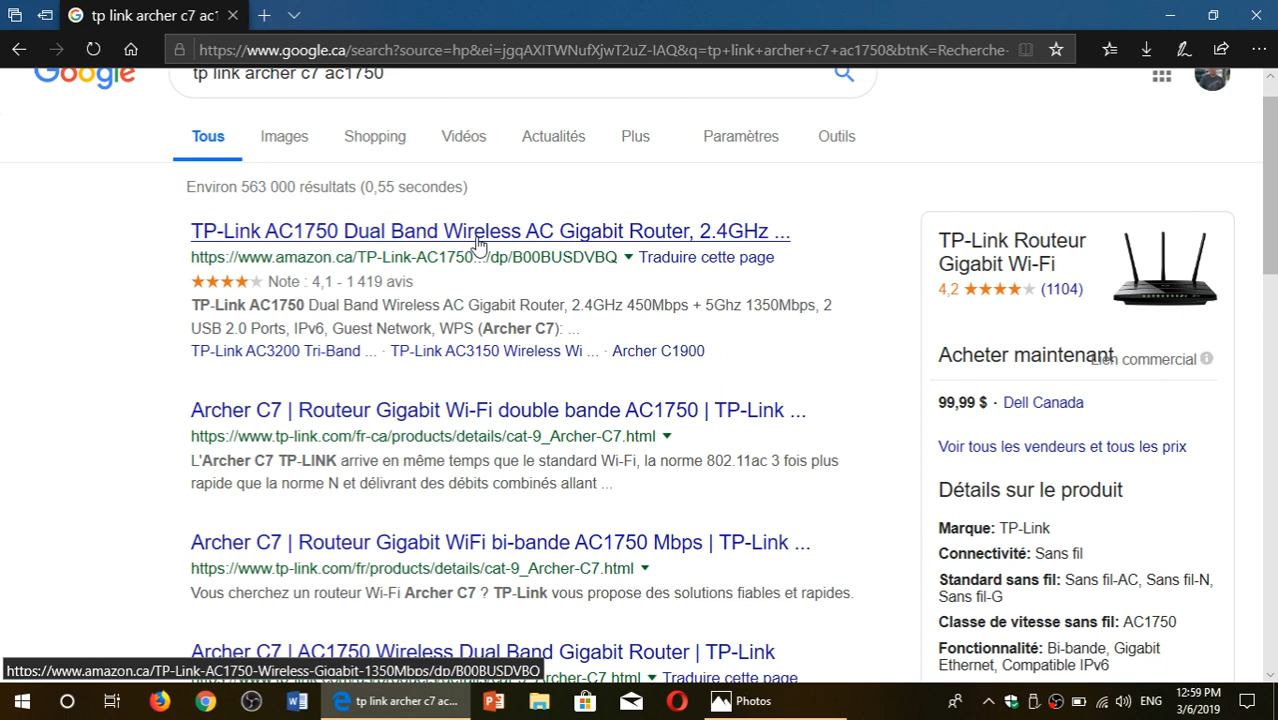 tp link archer c7 ac1
https://www.google.ca/search?source=hp&ei=jgqAXITWNufXjwT2uZ-IAQ&q=tp+link+archer+c7+ac1750&btnK=Recherche-
Google
tp link archer c7 ac1750
Tous Images Shopping Vidéos Actualités Plus Paramètres Outils
Environ 563 000 résultats (0,55 secondes)
TP-Link AC1750 Dual Band Wireless AC Gigabit Router, 2.4GHz ...
https://www.amazon.ca/TP-Link-AC1750.../dp/B00BUSDVBQ Traduire cette page
Note : 4,1 - 1 419 avis
TP-Link AC1750 Dual Band Wireless AC Gigabit Router, 2.4GHz 450Mbps + 5Ghz 1350Mbps, 2
USB 2.0 Ports, IPv6, Guest Network, WPS (Archer C7): ...
TP-Link AC3200 Tri-Band ... · TP-Link AC3150 Wireless Wi ... · Archer C1900
Archer C7 | Routeur Gigabit Wi-Fi double bande AC1750 | TP-Link ...
https://www.tp-link.com/fr-ca/products/details/cat-9_Archer-C7.html
L'Archer C7 TP-LINK arrive en même temps que le standard Wi-Fi, la norme 802.11ac 3 fois plus
rapide que la norme N et délivrant des débits combinés allant ...
Archer C7 | Routeur Gigabit WiFi bi-bande AC1750 Mbps | TP-Link ...
https://www.tp-link.com/fr/products/details/cat-9_Archer-C7.html
Vous cherchez un routeur Wi-Fi Archer C7 ? TP-Link vous propose des solutions fiables et rapides.
Archer C7 | AC1750 Wireless Dual Band Gigabit Router | TP-Link
Traduire cette page
https://www.amazon.ca/TP-Link-AC1750-Wireless-Gigabit-1350Mbps/dp/B00BUSDVBQ
TP-Link Routeur
Gigabit Wi-Fi
4,2 (1104)
Acheter maintenant
Lien commercial
99,99 $ · Dell Canada
Voir tous les vendeurs et tous les prix
Détails sur le produit
Marque: TP-Link
Connectivité: Sans fil
Standard sans fil: Sans fil-AC, Sans fil-N,
Sans fil-G
Classe de vitesse sans fil: AC1750
Fonctionnalité: Bi-bande, Gigabit
Ethernet, Compatible IPv6
tp link archer c7 ac...
Photos
ENG
12:59 PM
3/6/2019